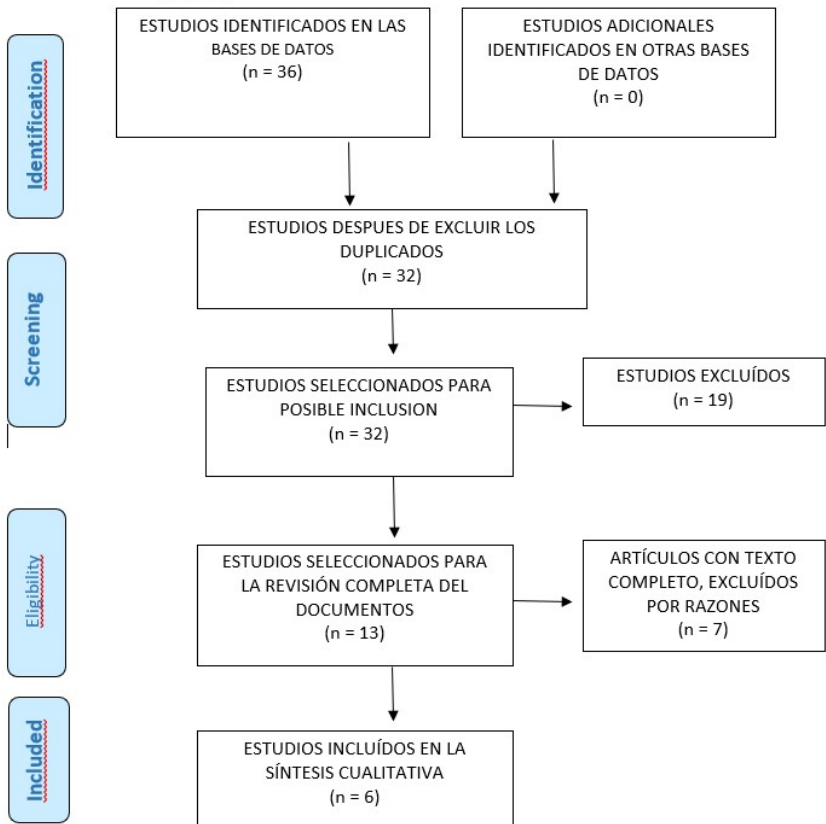 Identification
ESTUDIOS IDENTIFICADOS EN LAS
BASES DE DATOS
(n = 36)
ESTUDIOS ADICIONALES
IDENTIFICADOS EN OTRAS BASES
DE DATOS
(n = 0)
ESTUDIOS DESPUES DE EXCLUIR LOS
DUPLICADOS
(n = 32)
Screening
ESTUDIOS SELECCIONADOS PARA
POSIBLE INCLUSION
(n = 32)
ESTUDIOS EXCLUÍDOS
(n = 19)
Eligibility
ESTUDIOS SELECCIONADOS PARA
LA REVISIÓN COMPLETA DEL
DOCUMENTOS
(n = 13)
ARTÍCULOS CON TEXTO
COMPLETO, EXCLUÍDOS
POR RAZONES
(n = 7)
Included
ESTUDIOS INCLUÍDOS EN LA
SÍNTESIS CUALITATIVA
(n = 6)